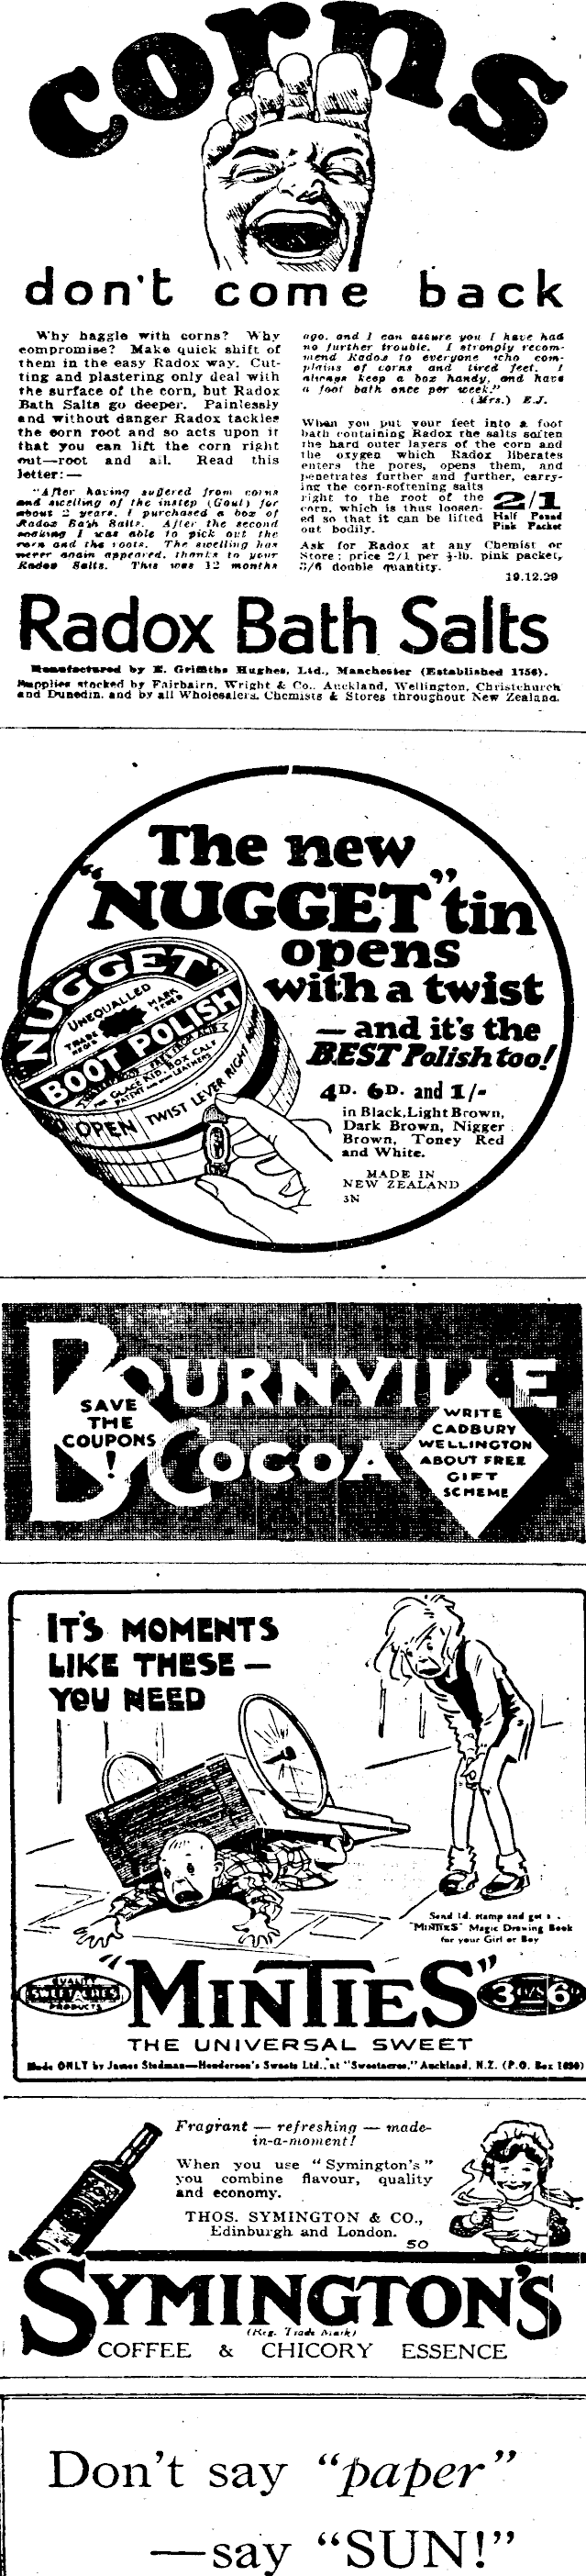 corns
don't come back
Why haggle with corns? Why
compromise? Make quick shift of
them in the easy Radox way. Cut-
ting and plastering only deal with
the surface of the corn, but Radox
Bath Salts go deeper. Painlessly
and without danger Radox tackles
the corn root and so acts upon it
that you can lift the corn right
out—root and all. Read this
letter:—
"After having suffered from corns
and swelling of the instep (Gout) for
about 2 years, I purchased a box of
Radox Bath Salts. After the second
soaking I was able to pick out the
corn and the roots. The swelling has
never again appeared, thanks to your
Radox Salts. This was 12 months
ago, and I can assure you I have had
no further trouble. I strongly recom-
mend Radox to everyone who com-
plains of corns and tired feet. I
always keep a box handy, and have
a foot bath once per week."
(Mrs.) E.J.
When you put your feet into a foot
bath containing Radox the salts soften
the hard outer layers of the corn and
the oxygen which Radox liberates
enters the pores, opens them, and
penetrates further and further, carry-
ing the corn-softening salts
right to the root of the
corn, which is thus loosen-
ed so that it can be lifted
out bodily.
2/1
Half Pound
Pink Packet
Ask for Radox at any Chemist or
Store: price 2/1 per ½-lb. pink packet,
3/6 double quantity.
19.12.29
Radox Bath Salts
Manufactured by E. Griffiths Hughes, Ltd., Manchester (Established 1756).
Supplies stocked by Fairbairn, Wright & Co., Auckland, Wellington, Christchurch
and Dunedin, and by all Wholesalers, Chemists & Stores throughout New Zealand.
The new
"NUGGET" tin
opens
with a twist
—and it's the
BEST Polish too!
NUGGET
UNEQUALLED
TRADE MARK
BOOT POLISH
OPEN TWIST LEVER RIGHT
4D. 6D. and 1/-
in Black, Light Brown,
Dark Brown, Nigger
Brown, Toney Red
and White.
MADE IN
NEW ZEALAND
3N
BOURNVILLE
COCOA
SAVE
THE
COUPONS
!
WRITE
CADBURY
WELLINGTON
ABOUT FREE
GIFT
SCHEME
IT'S MOMENTS
LIKE THESE —
YOU NEED
Send 1d. stamp and get a
"MINTIES" Magic Drawing Book
for your Girl or Boy
"MINTIES"
QUALITY
SWEETACRES
PRODUCTS
THE UNIVERSAL SWEET
Made ONLY by James Stedman—Henderson's Sweets Ltd., at "Sweetacres," Auckland, N.Z. (P.O. Box 1690)
Fragrant — refreshing — made-
in-a-moment!
When you use "Symington's"
you combine flavour, quality
and economy.
THOS. SYMINGTON & CO.,
Edinburgh and London.
50
SYMINGTON'S
(Reg. Trade Mark)
COFFEE & CHICORY ESSENCE
Don't say "paper"
—say "SUN!"